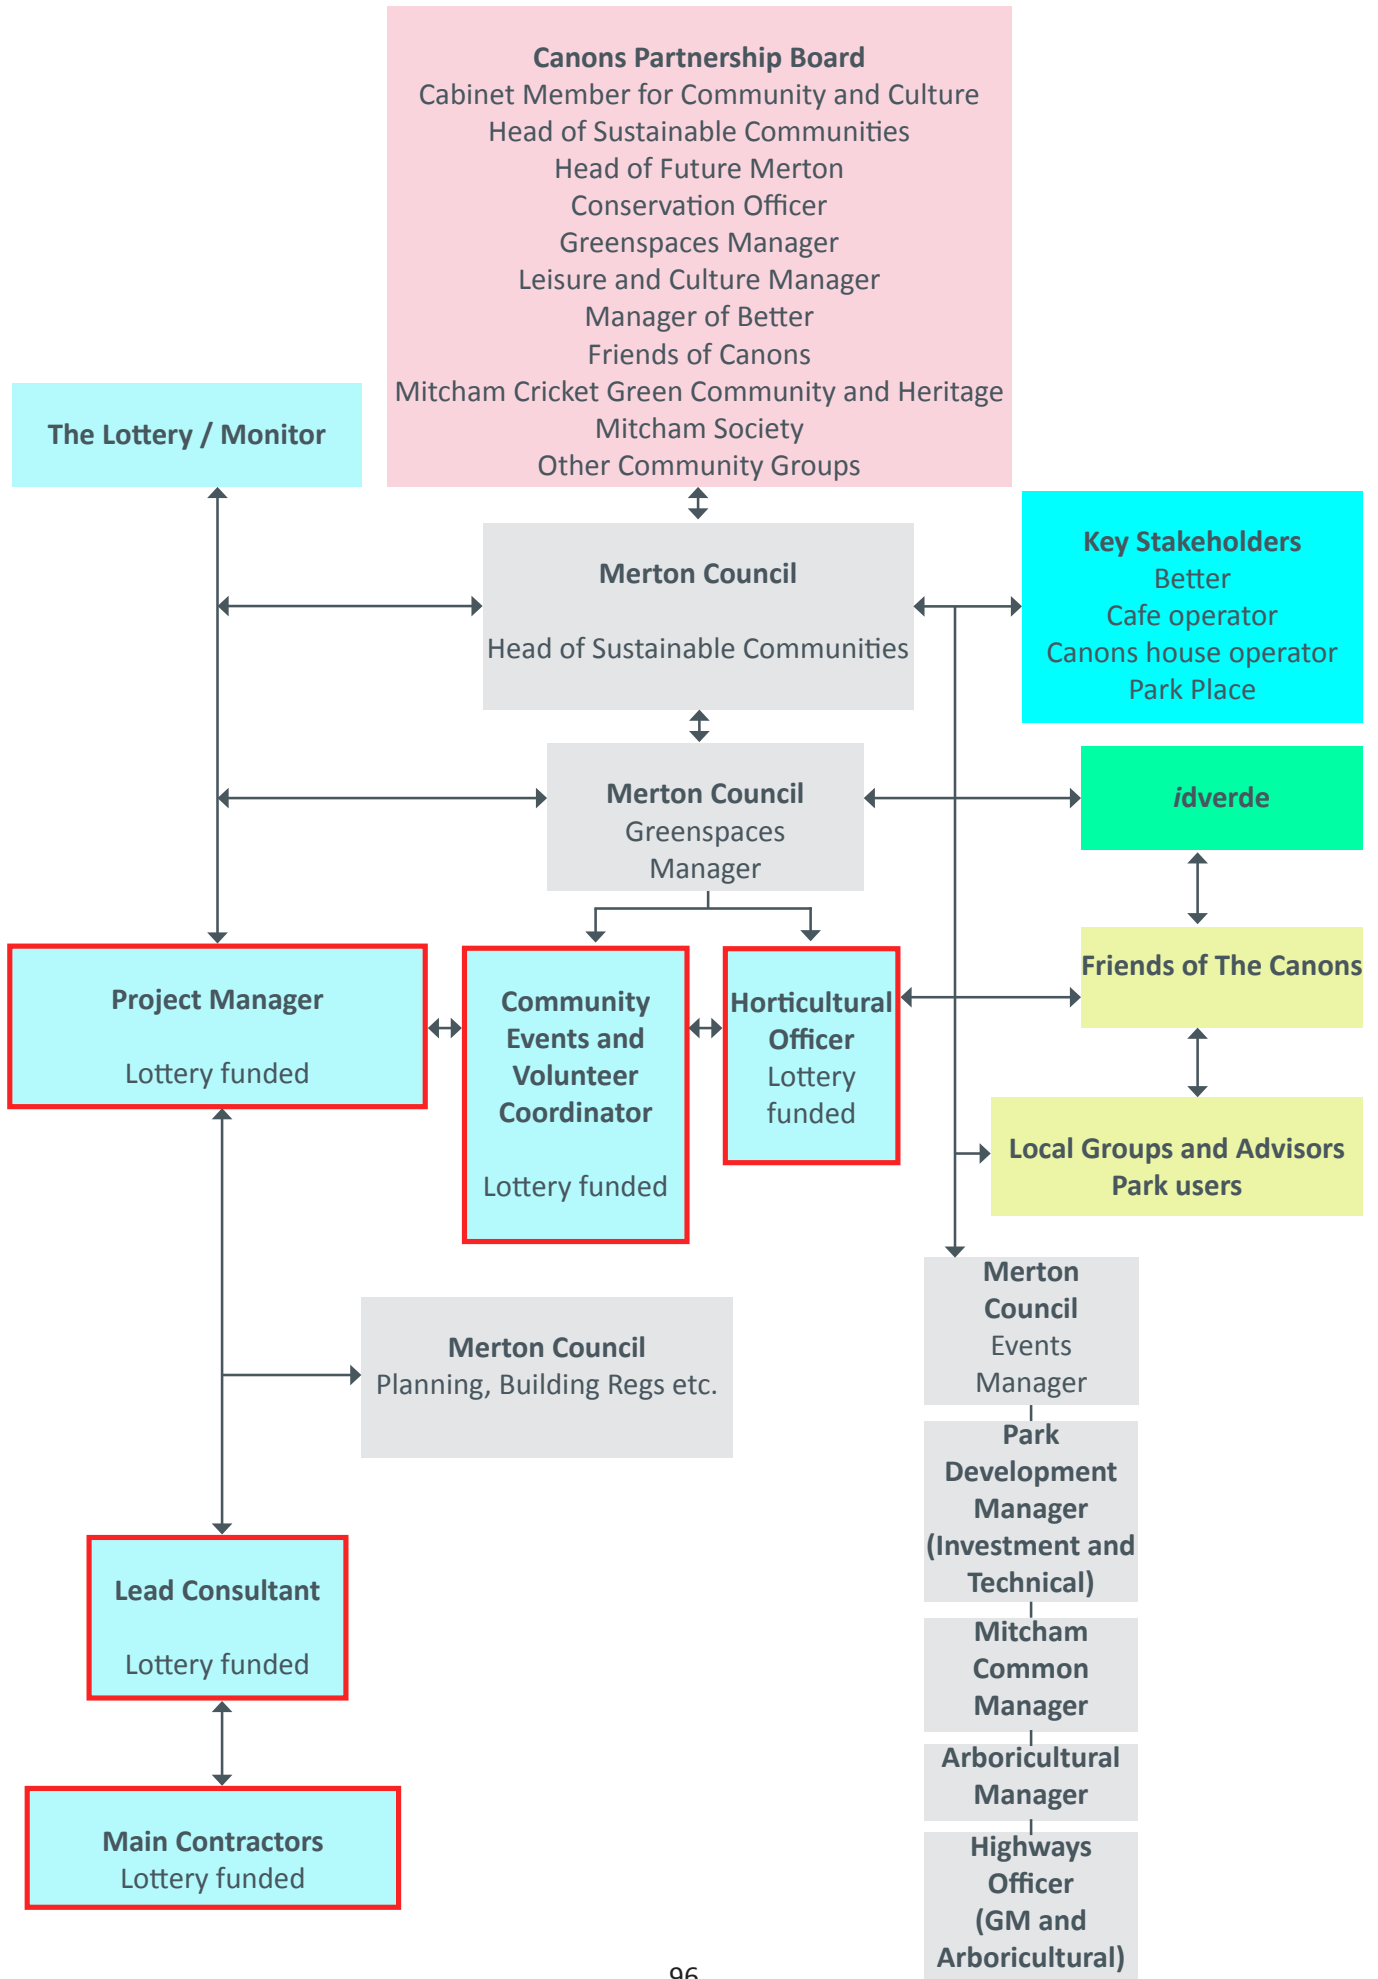 Canons Partnership Board
Cabinet Member for Community and Culture
Head of Sustainable Communities
Head of Future Merton
Conservation Officer
Greenspaces Manager
Leisure and Culture Manager
Manager of Better
Friends of Canons
Mitcham Cricket Green Community and Heritage
Mitcham Society
Other Community Groups
The Lottery / Monitor
Merton Council
Head of Sustainable Communities
Key Stakeholders
Better
Cafe operator
Canons house operator
Park Place
Merton Council
Greenspaces
Manager
idverde
Project Manager
Lottery funded
Community
Events and
Volunteer
Coordinator
Lottery funded
Horticultural
Officer
Lottery
funded
Friends of The Canons
Local Groups and Advisors
Park users
Merton Council
Planning, Building Regs etc.
Merton
Council
Events
Manager
Park
Development
Manager
(Investment and
Technical)
Mitcham
Common
Manager
Arboricultural
Manager
Highways
Officer
(GM and
Arboricultural)
Lead Consultant
Lottery funded
Main Contractors
Lottery funded
96